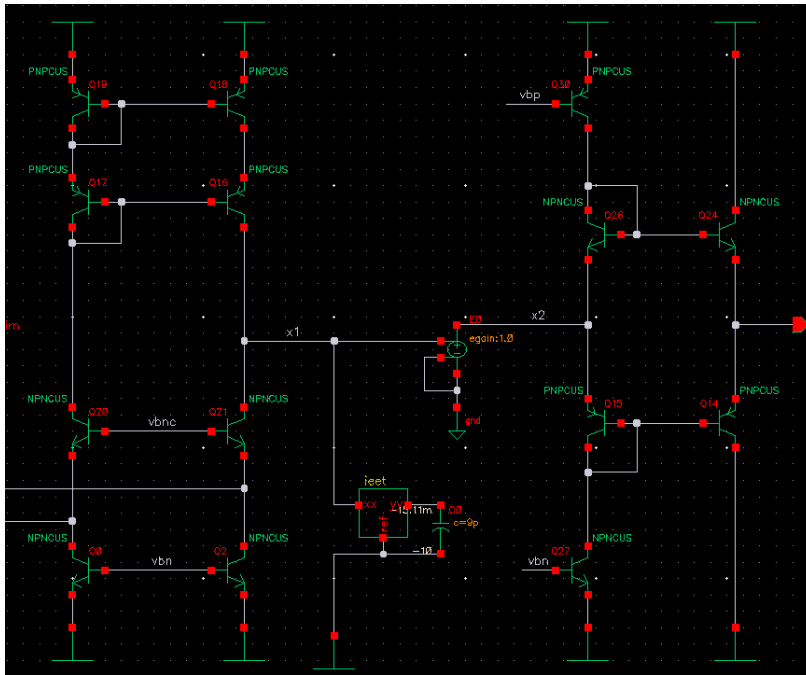 PNPCUS
Q19
Q18
PNPCUS
vbp
Q30
PNPCUS
PNPCUS
Q17
Q16
PNPCUS
NPNCUS
Q26
Q24
NPNCUS
im
x1
E0
egain:1.0
x2
NPNCUS
Q20
vbnc
Q21
NPNCUS
PNPCUS
Q15
Q14
PNPCUS
gnd
ieet
xx
yy
ref
-15.11m
C0
c=9p
-10
NPNCUS
Q0
vbn
Q2
NPNCUS
vbn
Q27
NPNCUS